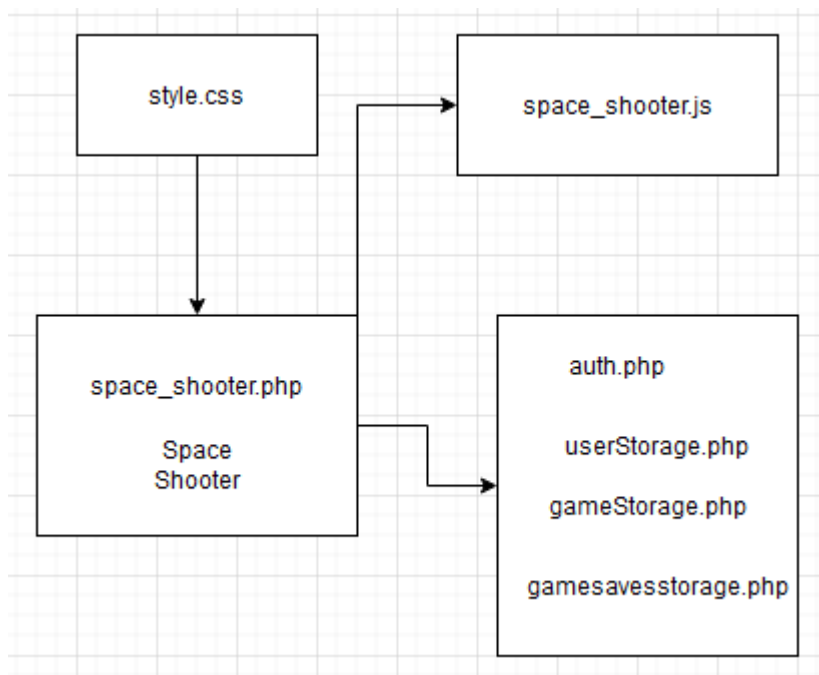 style.css
space_shooter.js
space_shooter.php
Space
Shooter
auth.php
userStorage.php
gameStorage.php
gamesavesstorage.php